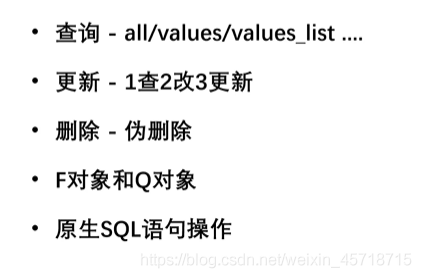 • 查询 - all/values/values_list ....
• 更新 - 1查2改3更新
• 删除 - 伪删除
• F对象和Q对象
• 原生SQL语句操作
https://blog.csdn.net/weixin_45718715